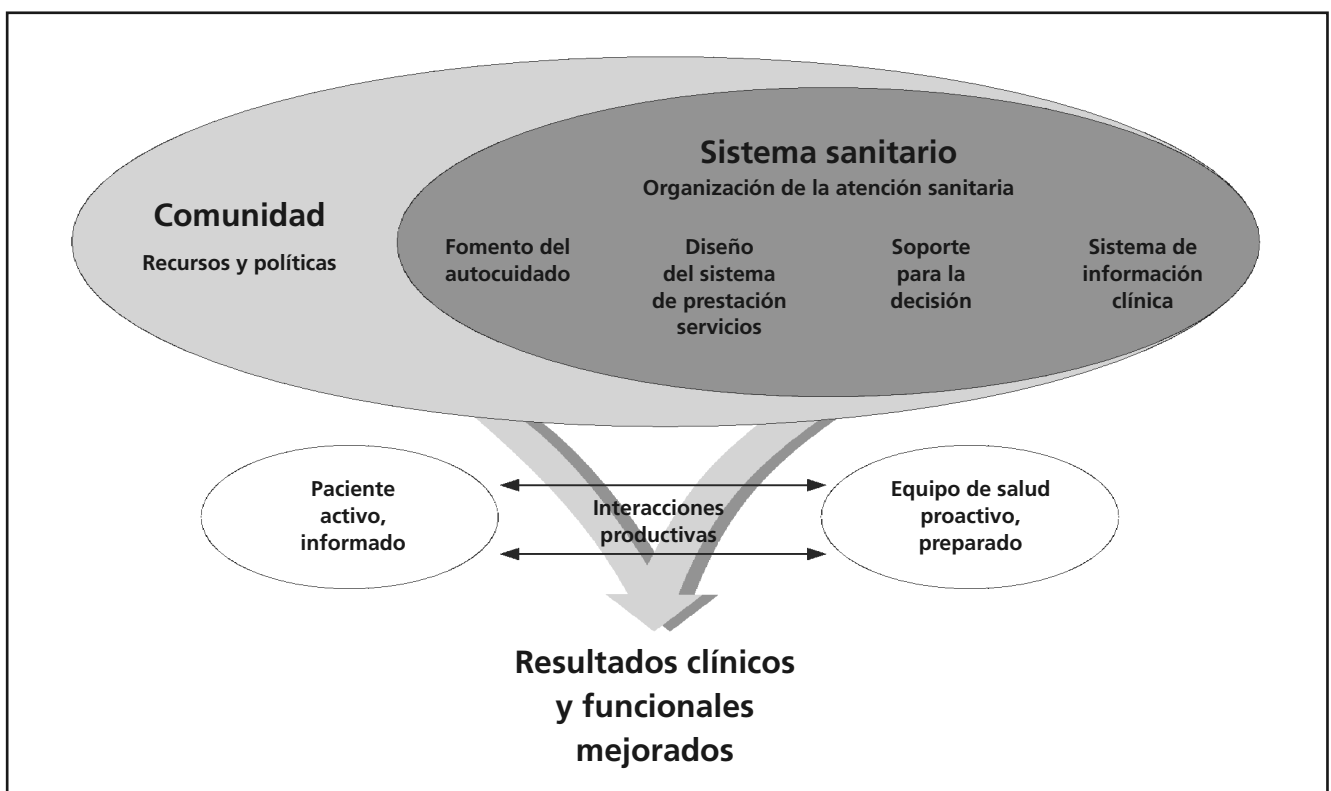 Sistema sanitario
Organización de la atención sanitaria
Comunidad
Recursos y políticas
Fomento del
autocuidado
Diseño
del sistema
de prestación
servicios
Soporte
para la
decisión
Sistema de
información
clínica
Paciente
activo,
informado
Interacciones
productivas
Equipo de salud
proactivo,
preparado
Resultados clínicos
y funcionales
mejorados